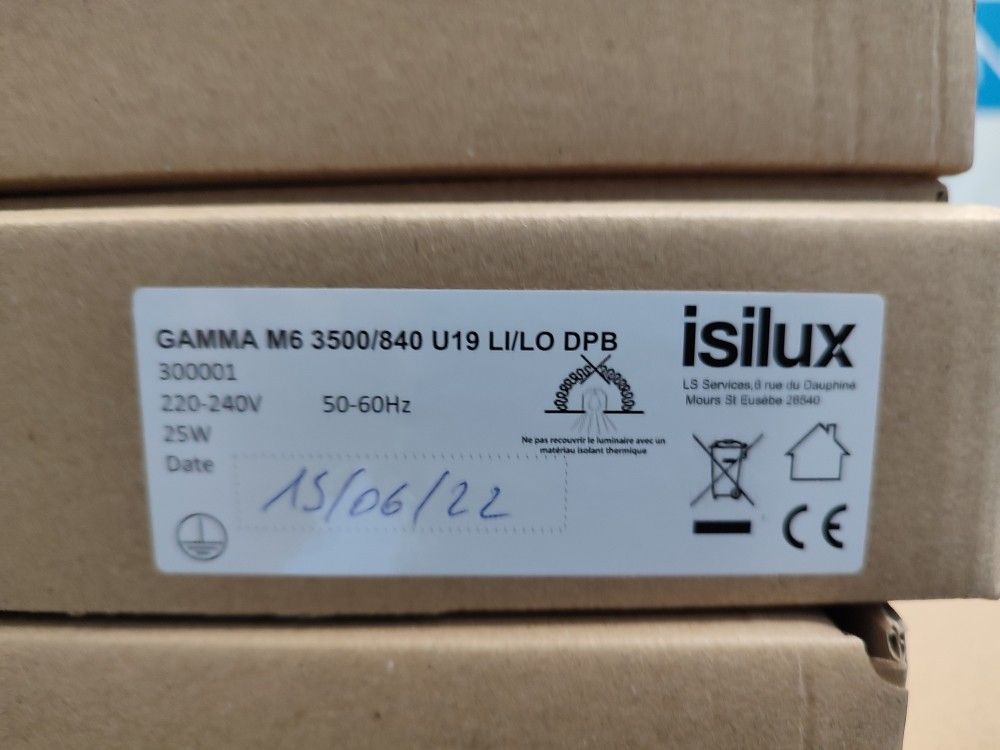 GAMMA M6 3500/840 U19 LI/LO DPB
300001
220-240V 50-60Hz
25W
Date
15/06/22
Ne pas recouvrir le luminaire avec un
matériau isolant thermique
isilux
LS Services,6 rue du Dauphine
Mours St Eusèbe 26540
CE